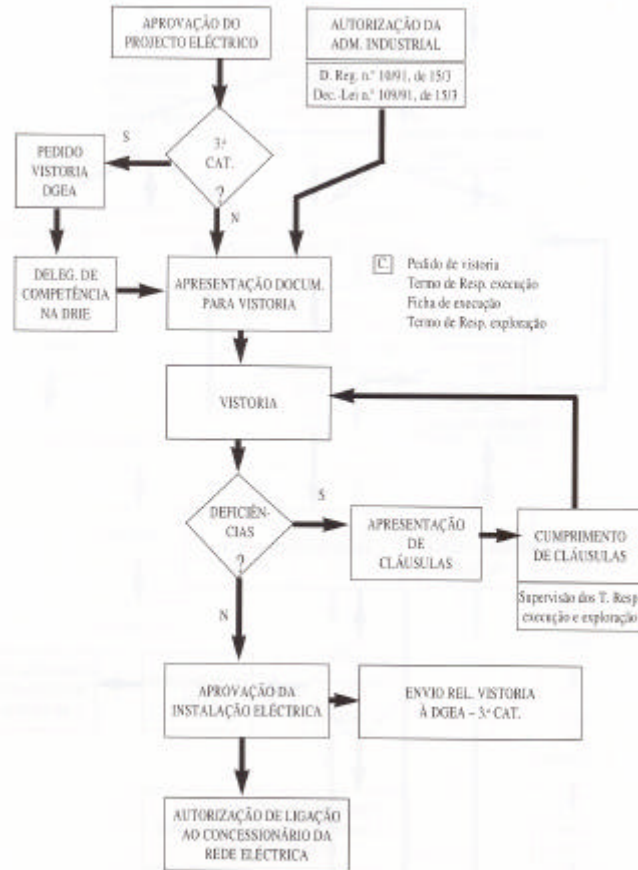 APROVAÇÃO DO
PROJECTO ELÉCTRICO
AUTORIZAÇÃO DA
ADM. INDUSTRIAL
D. Reg. n.º 10/91, de 15/3
Dec.-Lei n.º 109/91, de 15/3
S
3.ª
CAT.
?
N
PEDIDO
VISTORIA
DGEA
DELEG. DE
COMPETÊNCIA
NA DRIE
APRESENTAÇÃO DOCUM.
PARA VISTORIA
C. Pedido de vistoria
Termo de Resp. execução
Ficha de execução
Termo de Resp. exploração
VISTORIA
DEFICIÊN-
CIAS
?
S
N
APRESENTAÇÃO
DE
CLÁUSULAS
CUMPRIMENTO
DE CLÁUSULAS
Supervisão dos T. Resp.
execução e exploração
APROVAÇÃO DA
INSTALAÇÃO ELÉCTRICA
ENVIO REL. VISTORIA
À DGEA – 3.ª CAT.
AUTORIZAÇÃO DE LIGAÇÃO
AO CONCESSIONÁRIO DA
REDE ELÉCTRICA